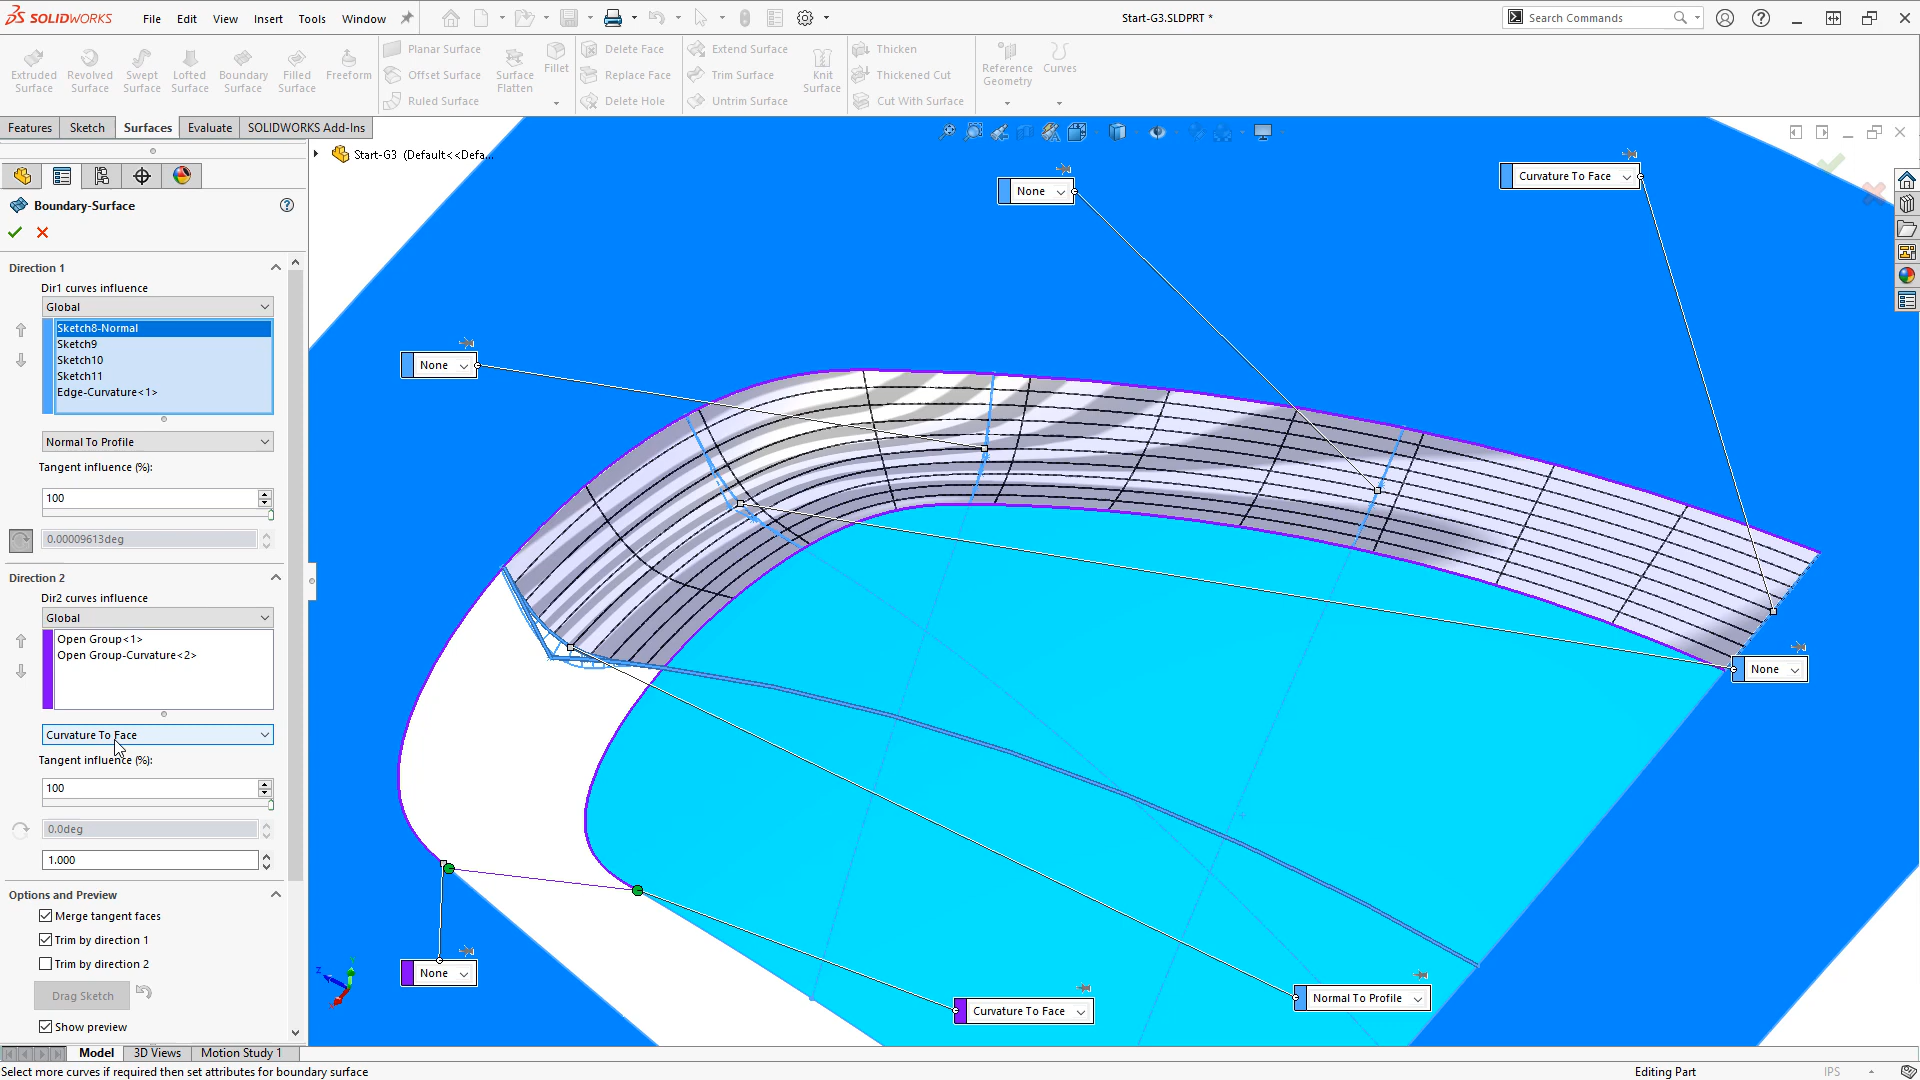 SOLIDWORKS
File
Edit
View
Insert
Tools
Window
Start-G3.SLDPRT *
Search Commands
Extruded
Surface
Revolved
Surface
Swept
Surface
Lofted
Surface
Boundary
Surface
Filled
Surface
Freeform
Planar Surface
Offset Surface
Ruled Surface
Surface
Flatten
Fillet
Delete Face
Replace Face
Delete Hole
Extend Surface
Trim Surface
Untrim Surface
Knit
Surface
Thicken
Thickened Cut
Cut With Surface
Reference
Geometry
Curves
Features
Sketch
Surfaces
Evaluate
SOLIDWORKS Add-Ins
Start-G3 (Default<<Defa...
Boundary-Surface
Direction 1
Dir1 curves influence
Global
Sketch8-Normal
Sketch9
Sketch10
Sketch11
Edge-Curvature<1>
Normal To Profile
Tangent influence (%):
100
0.00009613deg
Direction 2
Dir2 curves influence
Global
Open Group<1>
Open Group-Curvature<2>
Curvature To Face
Tangent influence (%):
100
0.0deg
1.000
Options and Preview
Merge tangent faces
Trim by direction 1
Trim by direction 2
Drag Sketch
Show preview
None
Curvature To Face
None
None
None
Curvature To Face
Normal To Profile
Z
Y
Model
3D Views
Motion Study 1
Select more curves if required then set attributes for boundary surface
Editing Part
IPS